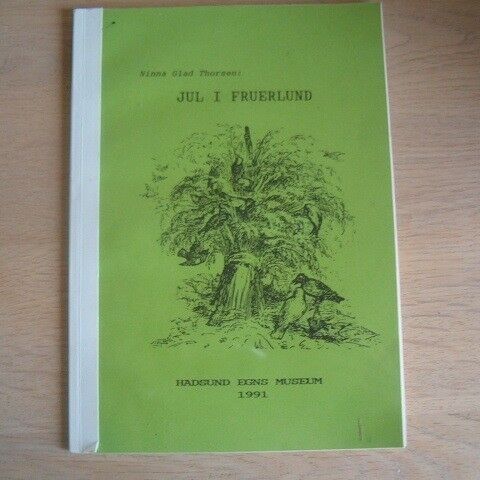 Ninna Glad Thorsen:
JUL I FRUERLUND
HADSUND EGNS MUSEUM
1991